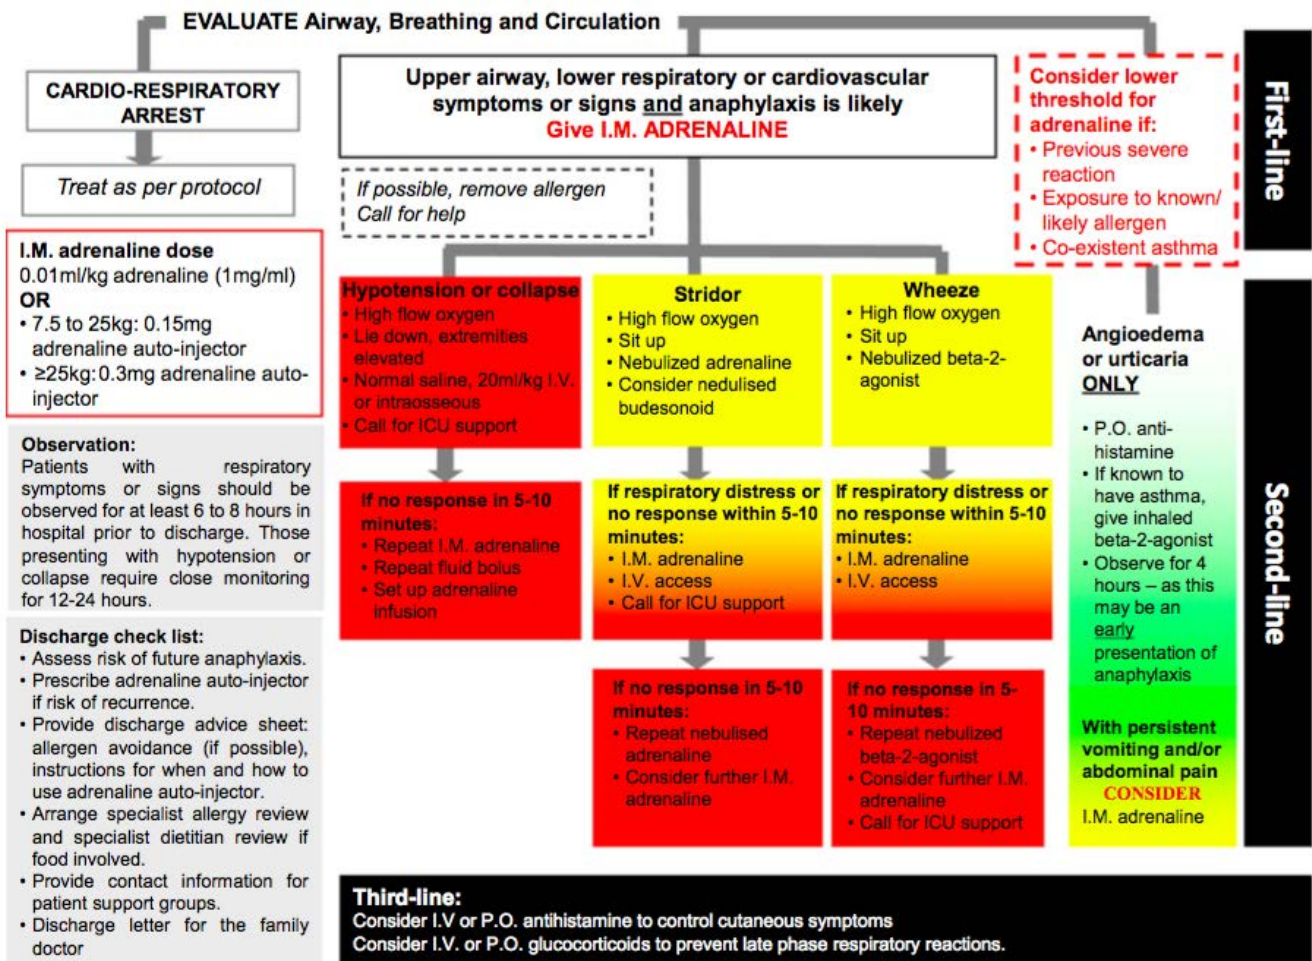 EVALUATE Airway, Breathing and Circulation
CARDIO-RESPIRATORY
ARREST
Treat as per protocol
I.M. adrenaline dose
0.01ml/kg adrenaline (1mg/ml)
OR
• 7.5 to 25kg: 0.15mg
adrenaline auto-injector
• ≥25kg: 0.3mg adrenaline auto-
injector
Observation:
Patients with respiratory
symptoms or signs should be
observed for at least 6 to 8 hours in
hospital prior to discharge. Those
presenting with hypotension or
collapse require close monitoring
for 12-24 hours.
Discharge check list:
• Assess risk of future anaphylaxis.
• Prescribe adrenaline auto-injector
if risk of recurrence.
• Provide discharge advice sheet:
allergen avoidance (if possible),
instructions for when and how to
use adrenaline auto-injector.
• Arrange specialist allergy review
and specialist dietitian review if
food involved.
• Provide contact information for
patient support groups.
• Discharge letter for the family
doctor
Upper airway, lower respiratory or cardiovascular
symptoms or signs and anaphylaxis is likely
Give I.M. ADRENALINE
If possible, remove allergen
Call for help
Hypotension or collapse
• High flow oxygen
• Lie down, extremities
elevated
• Normal saline, 20ml/kg I.V.
or intraosseous
• Call for ICU support
If no response in 5-10
minutes:
• Repeat I.M. adrenaline
• Repeat fluid bolus
• Set up adrenaline
infusion
Stridor
• High flow oxygen
• Sit up
• Nebulized adrenaline
• Consider nedulised
budesonoid
If respiratory distress or
no response within 5-10
minutes:
• I.M. adrenaline
• I.V. access
• Call for ICU support
If no response in 5-10
minutes:
• Repeat nebulised
adrenaline
• Consider further I.M.
adrenaline
Wheeze
• High flow oxygen
• Sit up
• Nebulized beta-2-
agonist
If respiratory distress or
no response within 5-10
minutes:
• I.M. adrenaline
• I.V. access
If no response in 5-
10 minutes:
• Repeat nebulized
beta-2-agonist
• Consider further I.M.
adrenaline
• Call for ICU support
Consider lower
threshold for
adrenaline if:
• Previous severe
reaction
• Exposure to known/
likely allergen
• Co-existent asthma
Angioedema
or urticaria
ONLY
• P.O. anti-
histamine
• If known to
have asthma,
give inhaled
beta-2-agonist
• Observe for 4
hours – as this
may be an
early
presentation of
anaphylaxis
With persistent
vomiting and/or
abdominal pain
CONSIDER
I.M. adrenaline
First-line
Second-line
Third-line:
Consider I.V or P.O. antihistamine to control cutaneous symptoms
Consider I.V. or P.O. glucocorticoids to prevent late phase respiratory reactions.